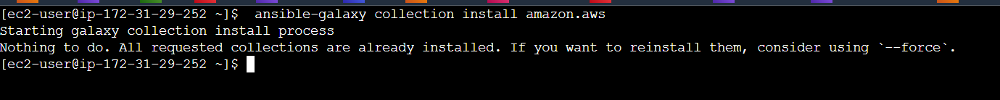 [ec2-user@ip-172-31-29-252 ~]$  ansible-galaxy collection install amazon.aws
Starting galaxy collection install process
Nothing to do. All requested collections are already installed. If you want to reinstall them, consider using `--force`.
[ec2-user@ip-172-31-29-252 ~]$